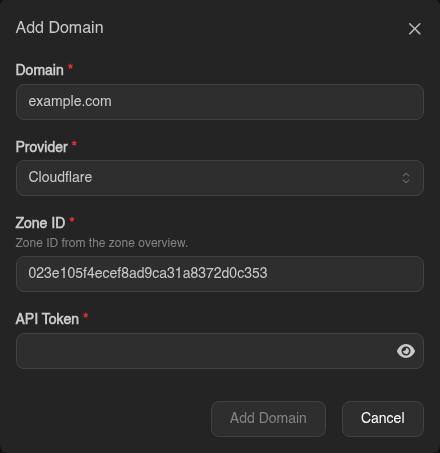 Add Domain
Domain *
example.com
Provider *
Cloudflare
Zone ID *
Zone ID from the zone overview.
023e105f4ecef8ad9ca31a8372d0c353
API Token *
Add Domain Cancel